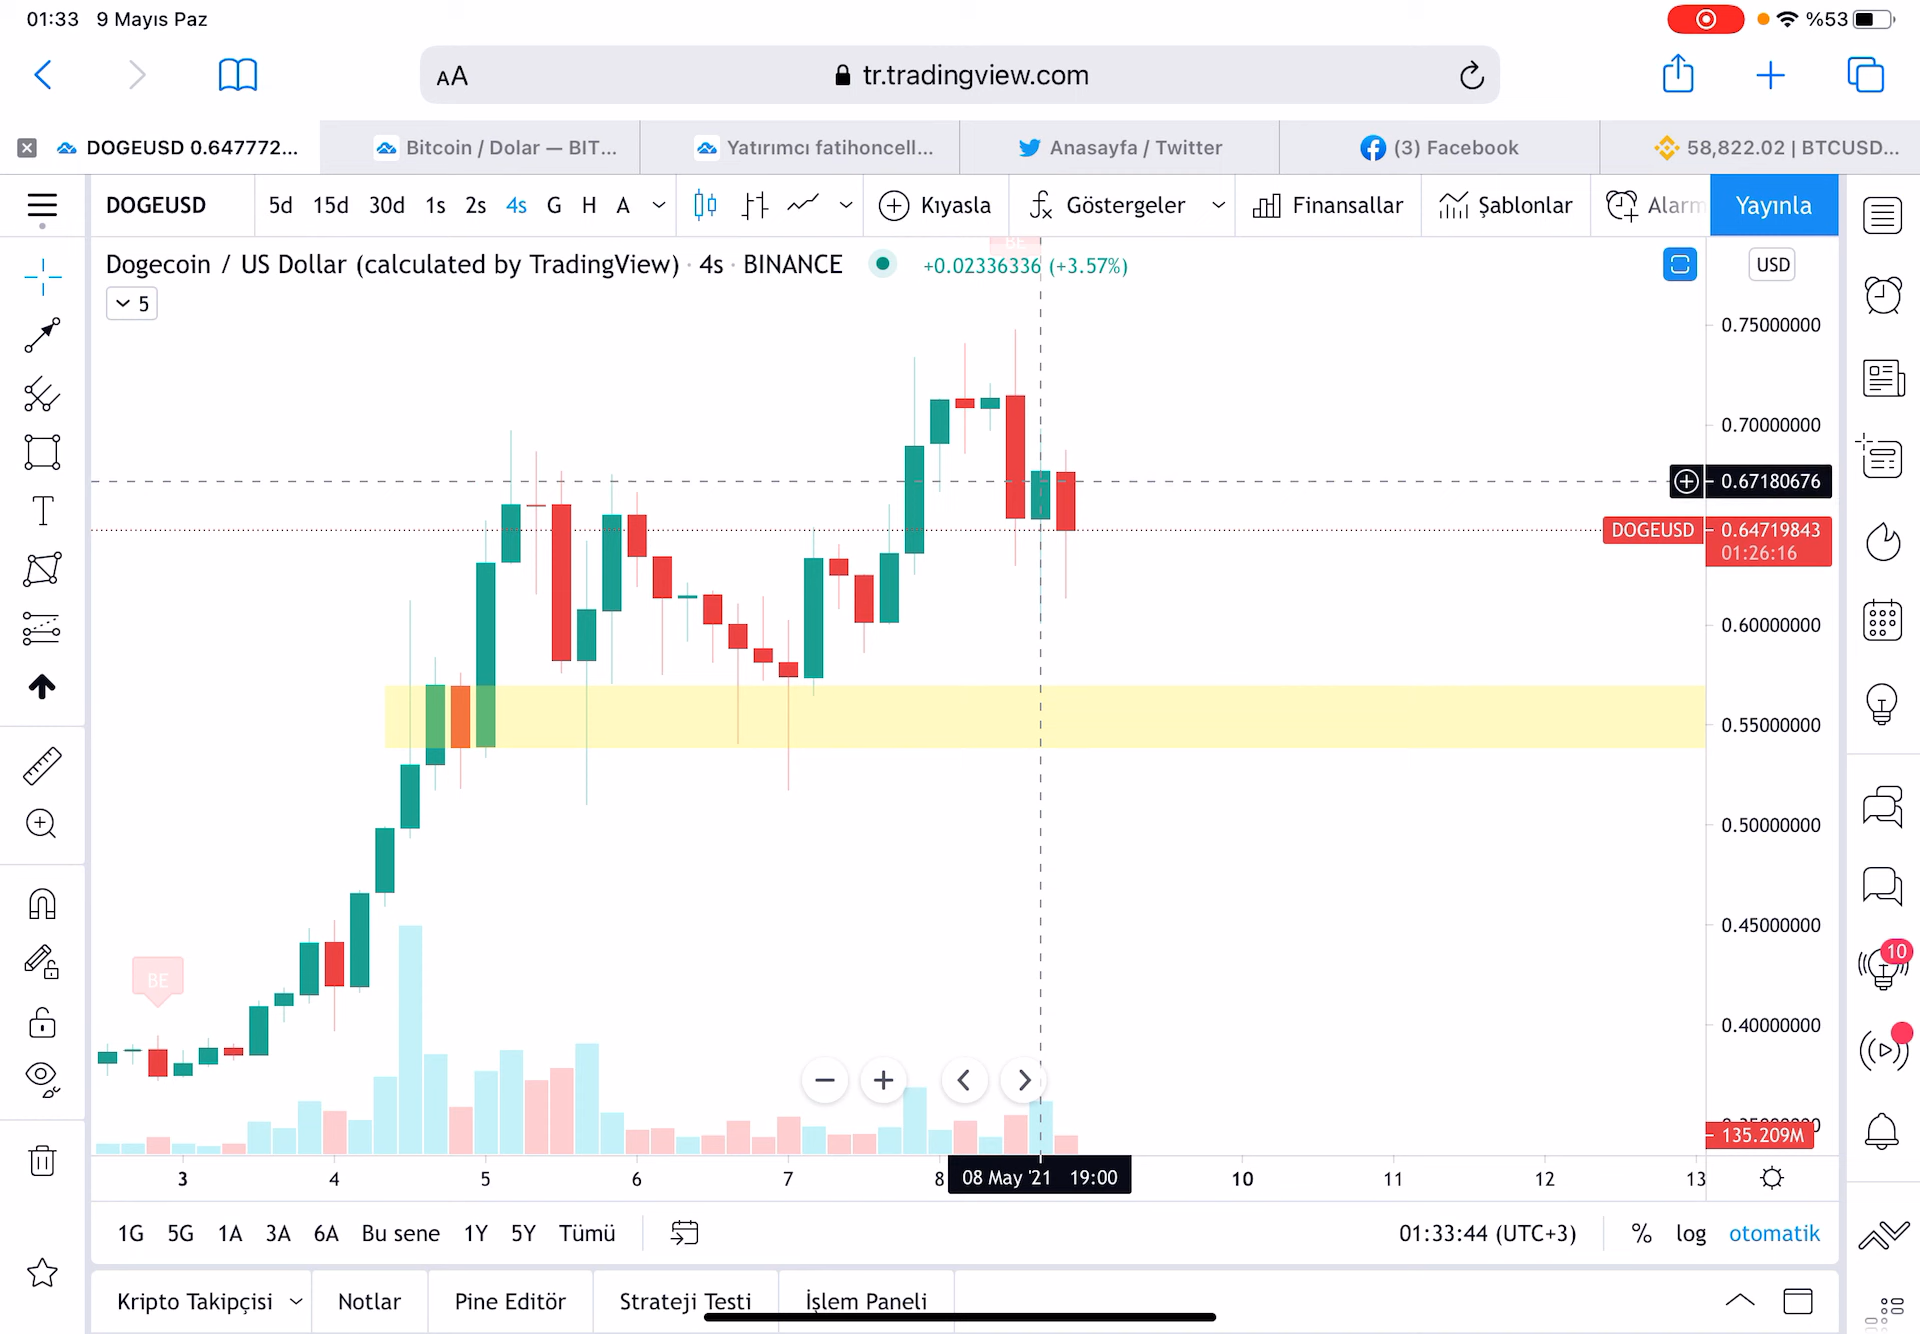 01:33 9 Mayıs Paz %53
AA tr.tradingview.com
DOGEUSD 0.647772... Bitcoin / Dolar — BIT... Yatırımcı fatihoncell... Anasayfa / Twitter (3) Facebook 58,822.02 | BTCUSD...
DOGEUSD 5d 15d 30d 1s 2s 4s G H A Kıyasla Göstergeler Finansallar Şablonlar Alarm Yayınla
BE
Dogecoin / US Dollar (calculated by TradingView) · 4s · BINANCE +0.02336336 (+3.57%) USD
5
0.75000000
0.70000000
0.67180676
DOGEUSD 0.64719843
01:26:16
0.60000000
0.55000000
0.50000000
0.45000000
10
BE
0.40000000
135.209M
3 4 5 6 7 8 08 May '21 19:00 10 11 12 13
1G 5G 1A 3A 6A Bu sene 1Y 5Y Tümü 01:33:44 (UTC+3) % log otomatik
Kripto Takipçisi Notlar Pine Editör Strateji Testi İşlem Paneli